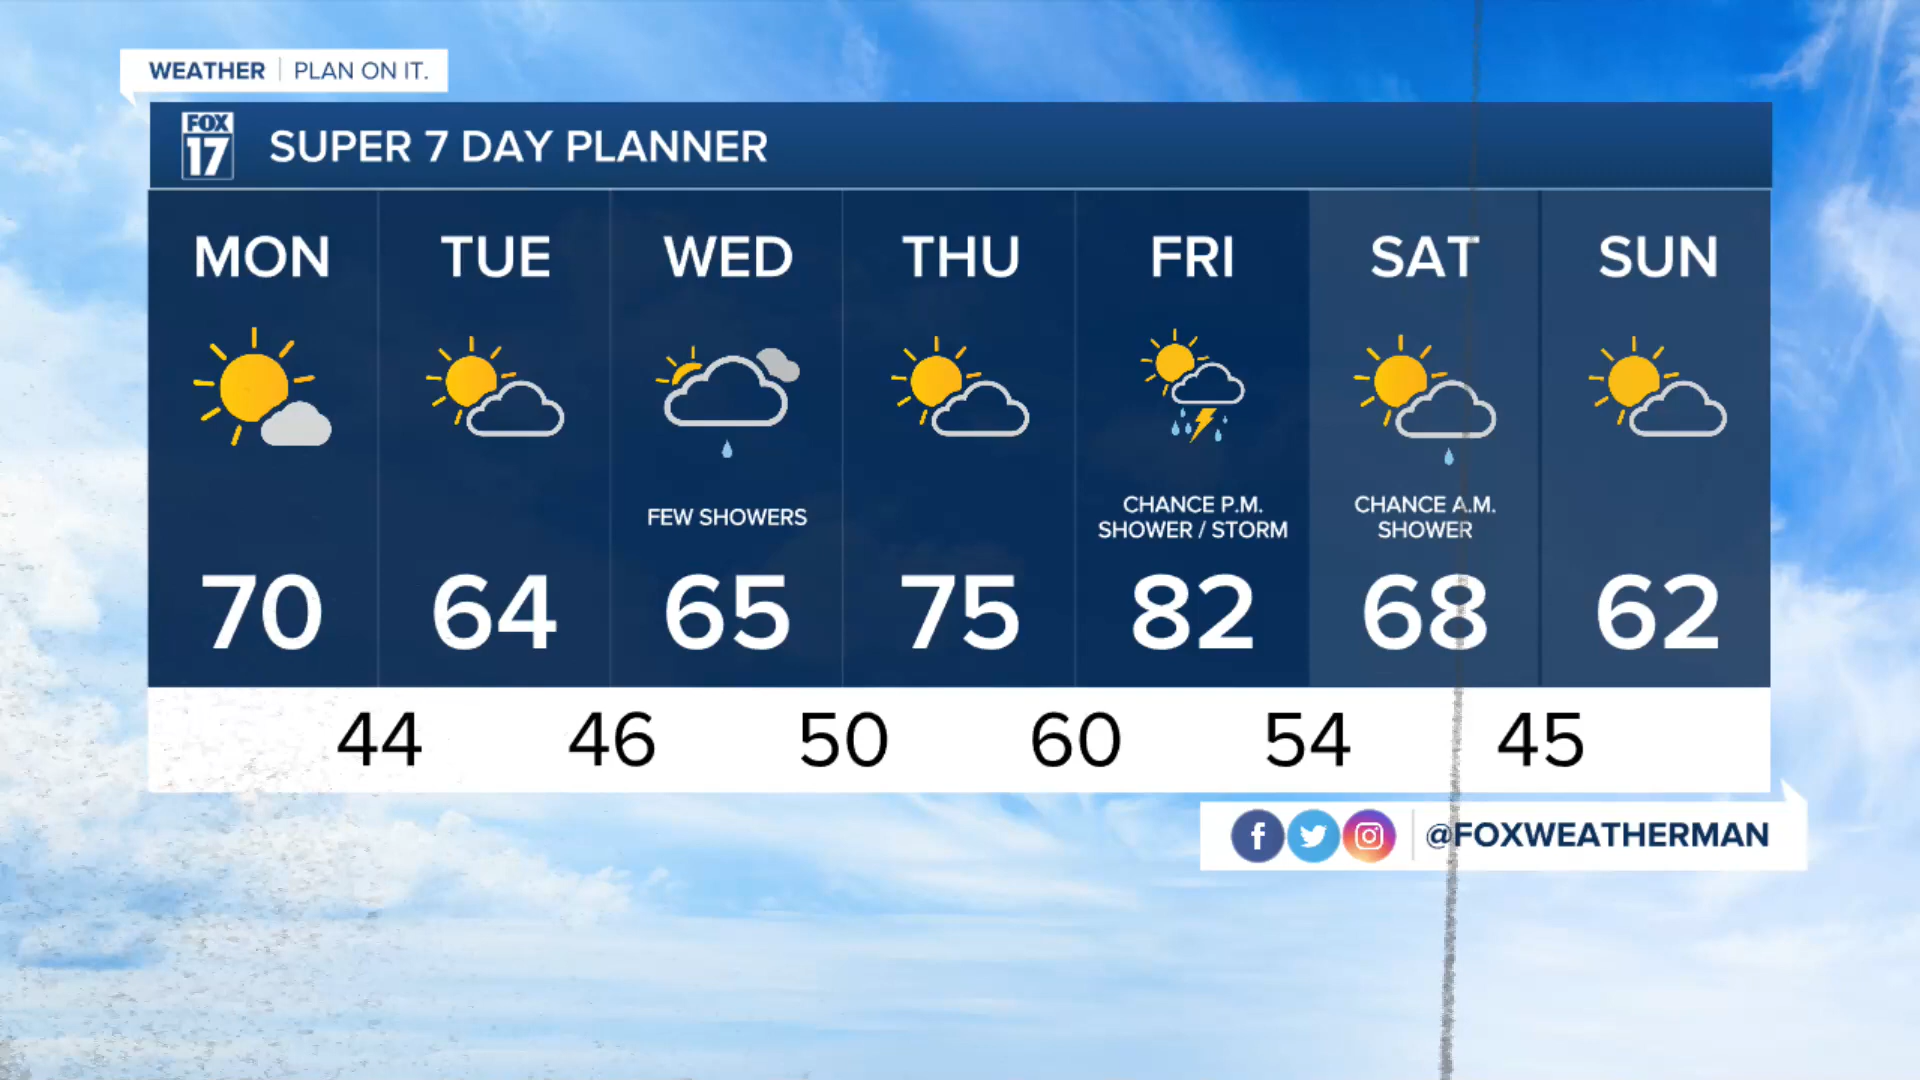 WEATHER | PLAN ON IT.
FOX 17 SUPER 7 DAY PLANNER
MON TUE WED THU FRI SAT SUN
FEW SHOWERS
CHANCE P.M.
SHOWER / STORM
CHANCE A.M.
SHOWER
70 64 65 75 82 68 62
44 46 50 60 54 45
@FOXWEATHERMAN